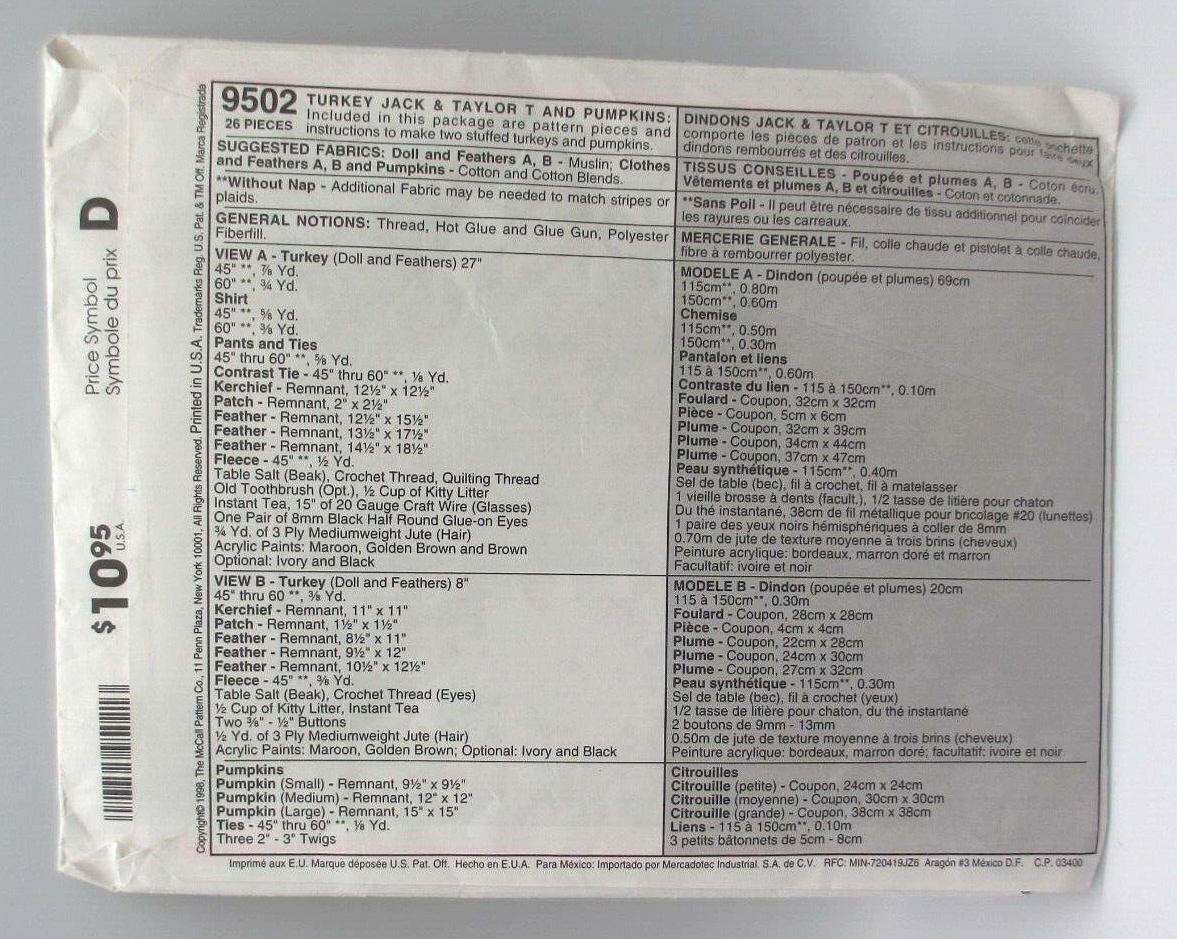 Price Symbol
Symbole du prix D
$10.95
U.S.A.
Copyright© 1998, The McCall Pattern Co., 11 Penn Plaza, New York 10001, All Rights Reserved. Printed in U.S.A. Trademarks Reg. U.S. Pat. & TM Off. Marca Registrada
9502
26 PIECES
TURKEY JACK & TAYLOR T AND PUMPKINS:
Included in this package are pattern pieces and
instructions to make two stuffed turkeys and pumpkins.
SUGGESTED FABRICS: Doll and Feathers A, B - Muslin; Clothes
and Feathers A, B and Pumpkins - Cotton and Cotton Blends.
**Without Nap - Additional Fabric may be needed to match stripes or
plaids.
GENERAL NOTIONS: Thread, Hot Glue and Glue Gun, Polyester
Fiberfill.
VIEW A - Turkey (Doll and Feathers) 27"
45" **, ⅞ Yd.
60" **, ¾ Yd.
Shirt
45" **, ⅝ Yd.
60" **, ⅜ Yd.
Pants and Ties
45" thru 60" **, ⅝ Yd.
Contrast Tie - 45" thru 60" **, ⅛ Yd.
Kerchief - Remnant, 12½" x 12½"
Patch - Remnant, 2" x 2½"
Feather - Remnant, 12½" x 15½"
Feather - Remnant, 13½" x 17½"
Feather - Remnant, 14½" x 18½"
Fleece - 45" **, ½ Yd.
Table Salt (Beak), Crochet Thread, Quilting Thread
Old Toothbrush (Opt.), ½ Cup of Kitty Litter
Instant Tea, 15" of 20 Gauge Craft Wire (Glasses)
One Pair of 8mm Black Half Round Glue-on Eyes
¾ Yd. of 3 Ply Mediumweight Jute (Hair)
Acrylic Paints: Maroon, Golden Brown and Brown
Optional: Ivory and Black
VIEW B - Turkey (Doll and Feathers) 8"
45" thru 60 **, ⅜ Yd.
Kerchief - Remnant, 11" x 11"
Patch - Remnant, 1½" x 1½"
Feather - Remnant, 8½" x 11"
Feather - Remnant, 9½" x 12"
Feather - Remnant, 10½" x 12½"
Fleece - 45" **, ⅜ Yd.
Table Salt (Beak), Crochet Thread (Eyes)
½ Cup of Kitty Litter, Instant Tea
Two ⅜" - ½" Buttons
½ Yd. of 3 Ply Mediumweight Jute (Hair)
Acrylic Paints: Maroon, Golden Brown; Optional: Ivory and Black
Pumpkins
Pumpkin (Small) - Remnant, 9½" x 9½"
Pumpkin (Medium) - Remnant, 12" x 12"
Pumpkin (Large) - Remnant, 15" x 15"
Ties - 45" thru 60" **, ⅛ Yd.
Three 2" - 3" Twigs
DINDONS JACK & TAYLOR T ET CITROUILLES: cette pochette
comporte les pièces de patron et les instructions pour faire deux
dindons rembourrés et des citrouilles.
TISSUS CONSEILLES - Poupée et plumes A, B - Coton écru.
Vêtements et plumes A, B et citrouilles - Coton et cotonnade.
**Sans Poil - Il peut être nécessaire de tissu additionnel pour coïncider
les rayures ou les carreaux.
MERCERIE GENERALE - Fil, colle chaude et pistolet à colle chaude,
fibre à rembourrer polyester.
MODELE A - Dindon (poupée et plumes) 69cm
115cm**, 0.80m
150cm**, 0.60m
Chemise
115cm**, 0.50m
150cm**, 0.30m
Pantalon et liens
115 à 150cm**, 0.60m
Contraste du lien - 115 à 150cm**, 0.10m
Foulard - Coupon, 32cm x 32cm
Pièce - Coupon, 5cm x 6cm
Plume - Coupon, 32cm x 39cm
Plume - Coupon, 34cm x 44cm
Plume - Coupon, 37cm x 47cm
Peau synthétique - 115cm**, 0.40m
Sel de table (bec), fil à crochet, fil à matelasser
1 vieille brosse à dents (facult.), 1/2 tasse de litière pour chaton
Du thé instantané, 38cm de fil métallique pour bricolage #20 (lunettes)
1 paire des yeux noirs hémisphériques à coller de 8mm
0.70m de jute de texture moyenne à trois brins (cheveux)
Peinture acrylique: bordeaux, marron doré et marron
Facultatif: ivoire et noir
MODELE B - Dindon (poupée et plumes) 20cm
115 à 150cm**, 0.30m
Foulard - Coupon, 28cm x 28cm
Pièce - Coupon, 4cm x 4cm
Plume - Coupon, 22cm x 28cm
Plume - Coupon, 24cm x 30cm
Plume - Coupon, 27cm x 32cm
Peau synthétique - 115cm**, 0.30m
Sel de table (bec), fil à crochet (yeux)
1/2 tasse de litière pour chaton, du thé instantané
2 boutons de 9mm - 13mm
0.50m de jute de texture moyenne à trois brins (cheveux)
Peinture acrylique: bordeaux, marron doré; facultatif: ivoire et noir
Citrouilles
Citrouille (petite) - Coupon, 24cm x 24cm
Citrouille (moyenne) - Coupon, 30cm x 30cm
Citrouille (grande) - Coupon, 38cm x 38cm
Liens - 115 à 150cm**, 0.10m
3 petits bâtonnets de 5cm - 8cm
Imprimé aux E.U. Marque déposée U.S. Pat. Off. Hecho en E.U.A. Para México: Importado por Mercadotec Industrial. S.A. de C.V. RFC: MIN-720419JZ6 Aragón #3 México D.F. C.P. 03400